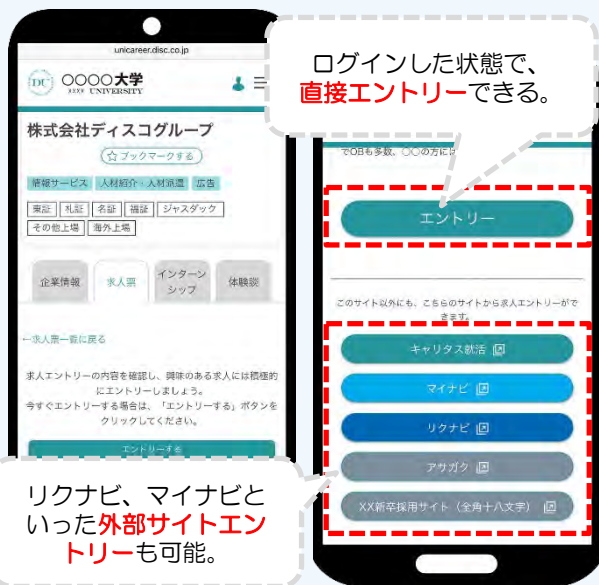 unicareer.disc.co.jp
DU 〇〇〇〇大学
XXXX UNIVERSITY
株式会社ディスコグループ
ブックマークする
情報サービス 人材紹介・人材派遣 広告
東証 札証 名証 福証 ジャスダック
その他上場 海外上場
企業情報 求人票 インターン
シップ 体験談
←求人票一覧に戻る
求人エントリーの内容を確認し、興味のある求人には積極的
にエントリーしましょう。
今すぐエントリーする場合は、「エントリーする」ボタンを
クリックしてください。
エントリーする
リクナビ、マイナビと
いった外部サイトエン
トリーも可能。
ログインした状態で、
直接エントリーできる。
でOBも多数、〇〇の方には
エントリー
このサイト以外にも、こちらのサイトから求人エントリーがで
きます。
キャリタス就活
マイナビ
リクナビ
アサガク
XX新卒採用サイト（全角十八文字）